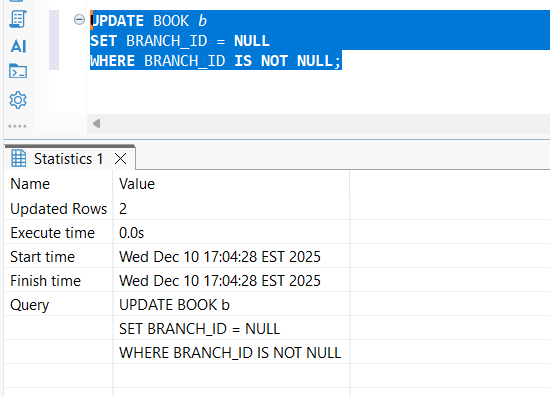 UPDATE BOOK b
SET BRANCH_ID = NULL
WHERE BRANCH_ID IS NOT NULL;
AI
Statistics 1
Name Value
Updated Rows 2
Execute time 0.0s
Start time Wed Dec 10 17:04:28 EST 2025
Finish time Wed Dec 10 17:04:28 EST 2025
Query UPDATE BOOK b
SET BRANCH_ID = NULL
WHERE BRANCH_ID IS NOT NULL